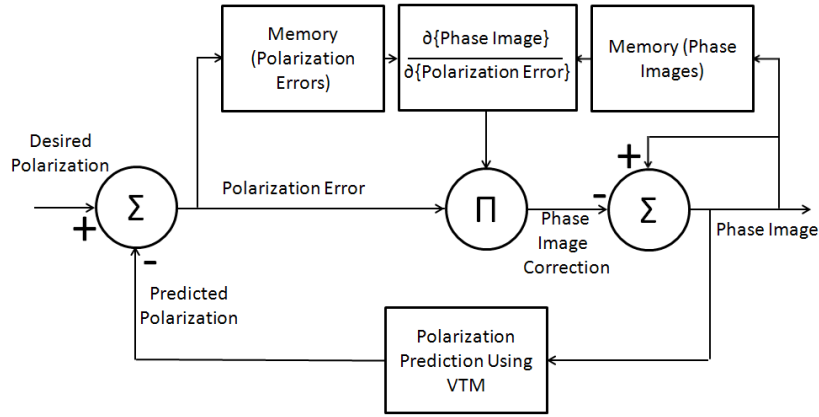 Memory
(Polarization
Errors)
∂{Phase Image}
∂{Polarization Error}
Memory (Phase
Images)
Desired
Polarization
+
Σ
-
Polarization Error
Π
-
Phase
Image
Correction
+
Σ
Phase Image
Predicted
Polarization
Polarization
Prediction Using
VTM